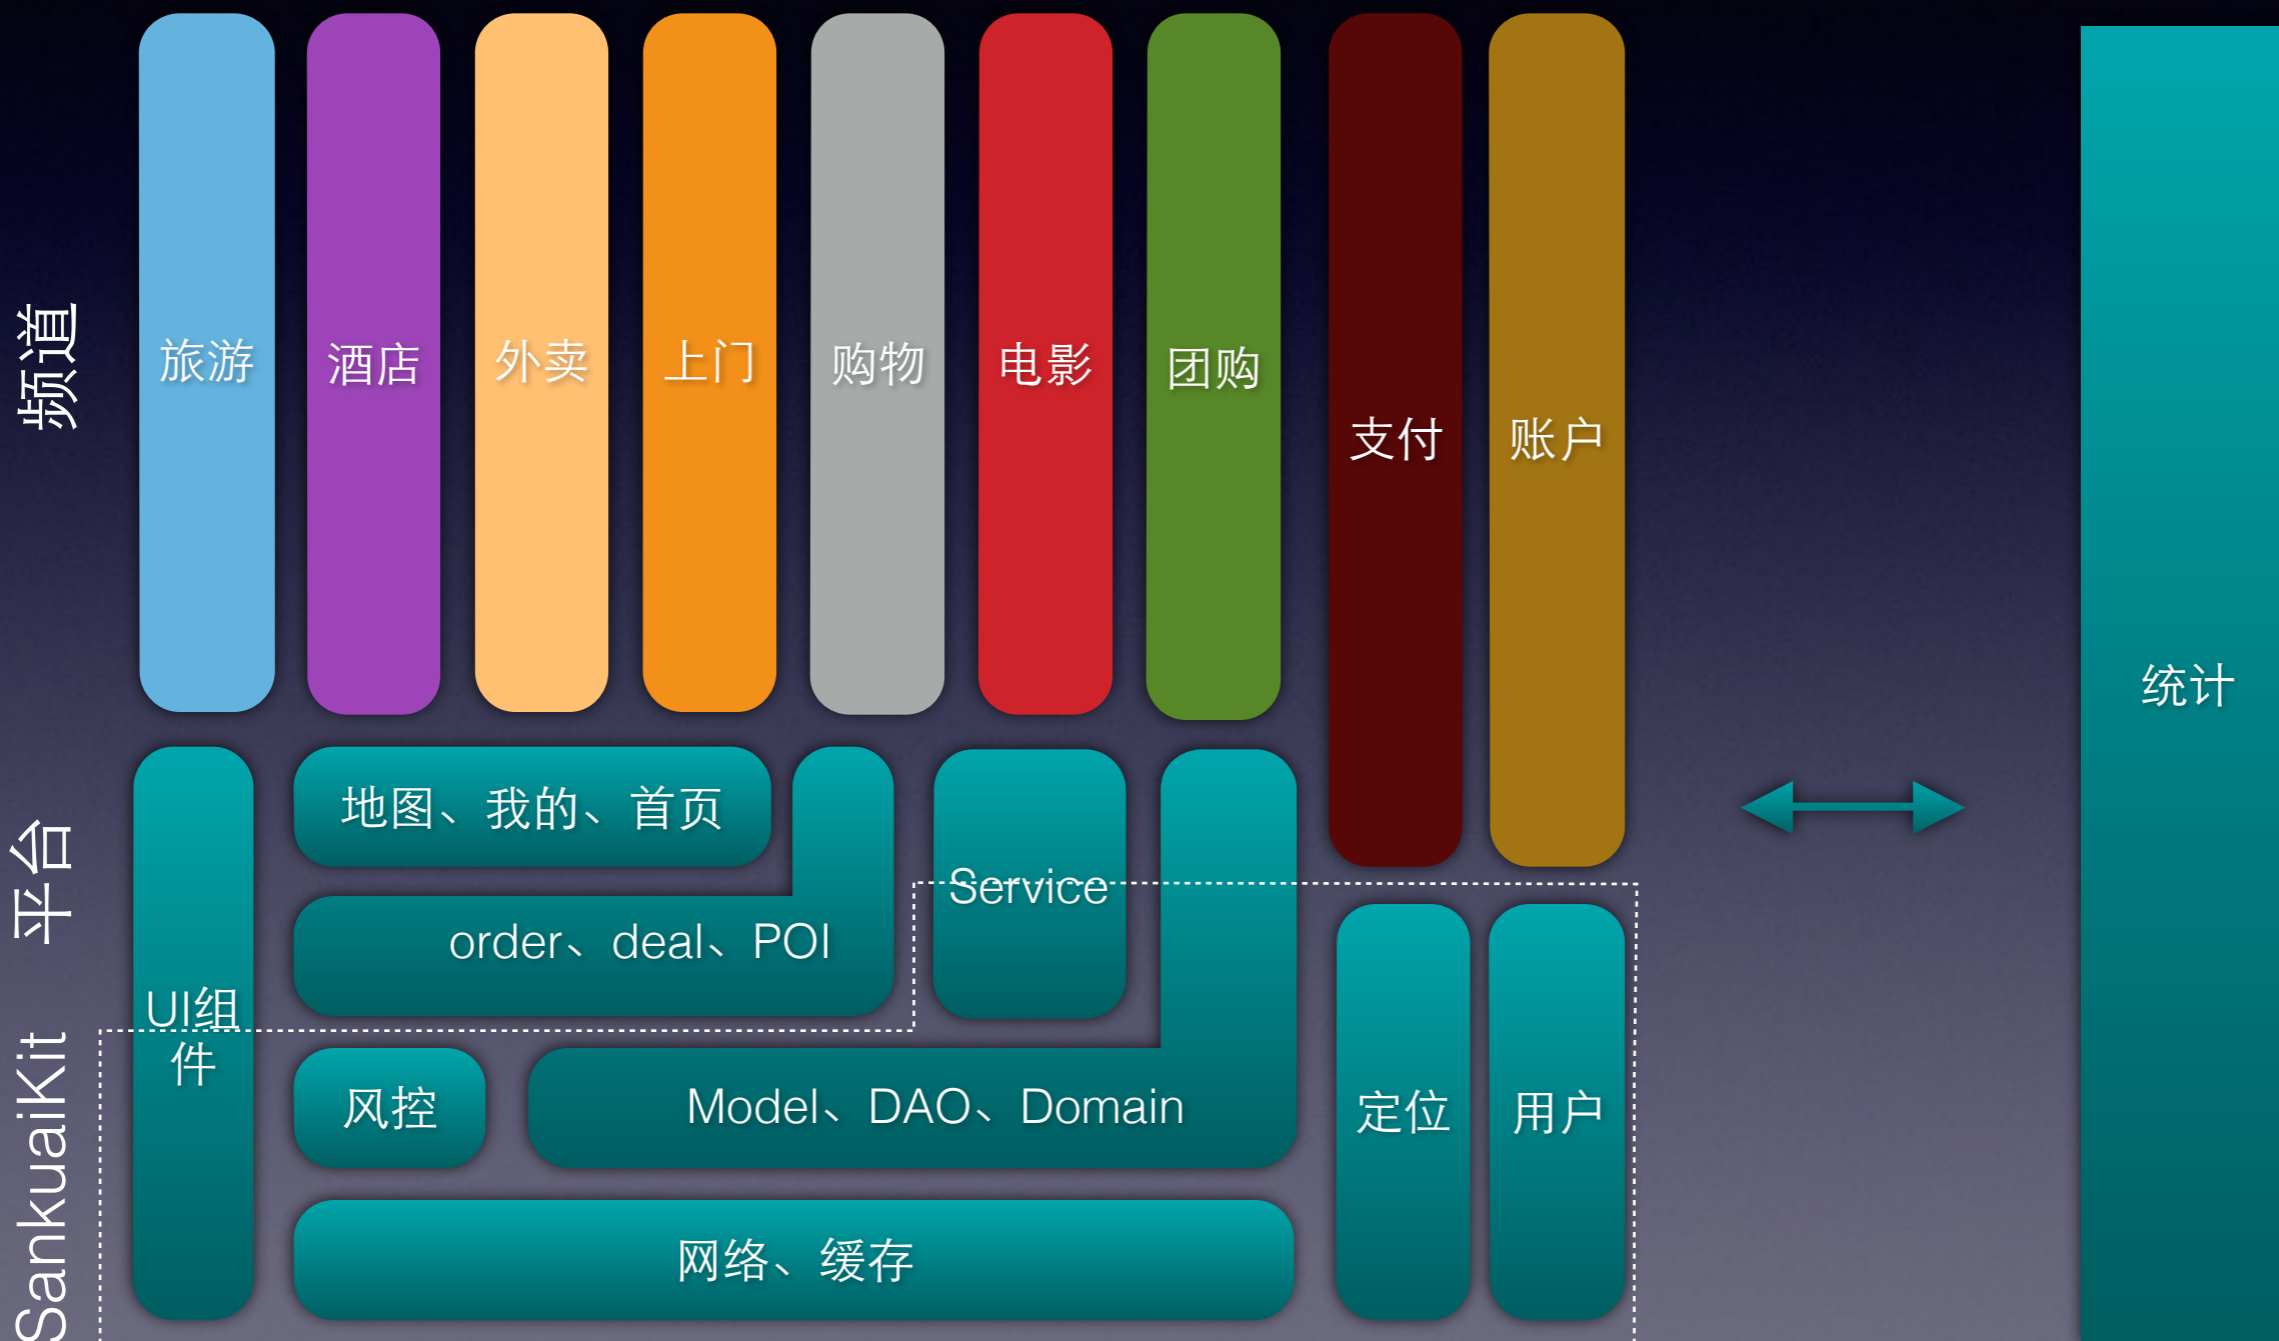 频道
旅游
酒店
外卖
上门
购物
电影
团购
支付
账户
统计
平台
地图、我的、首页
Service
order、deal、POI
UI组
件
SankuaiKit
风控
Model、DAO、Domain
定位
用户
网络、缓存